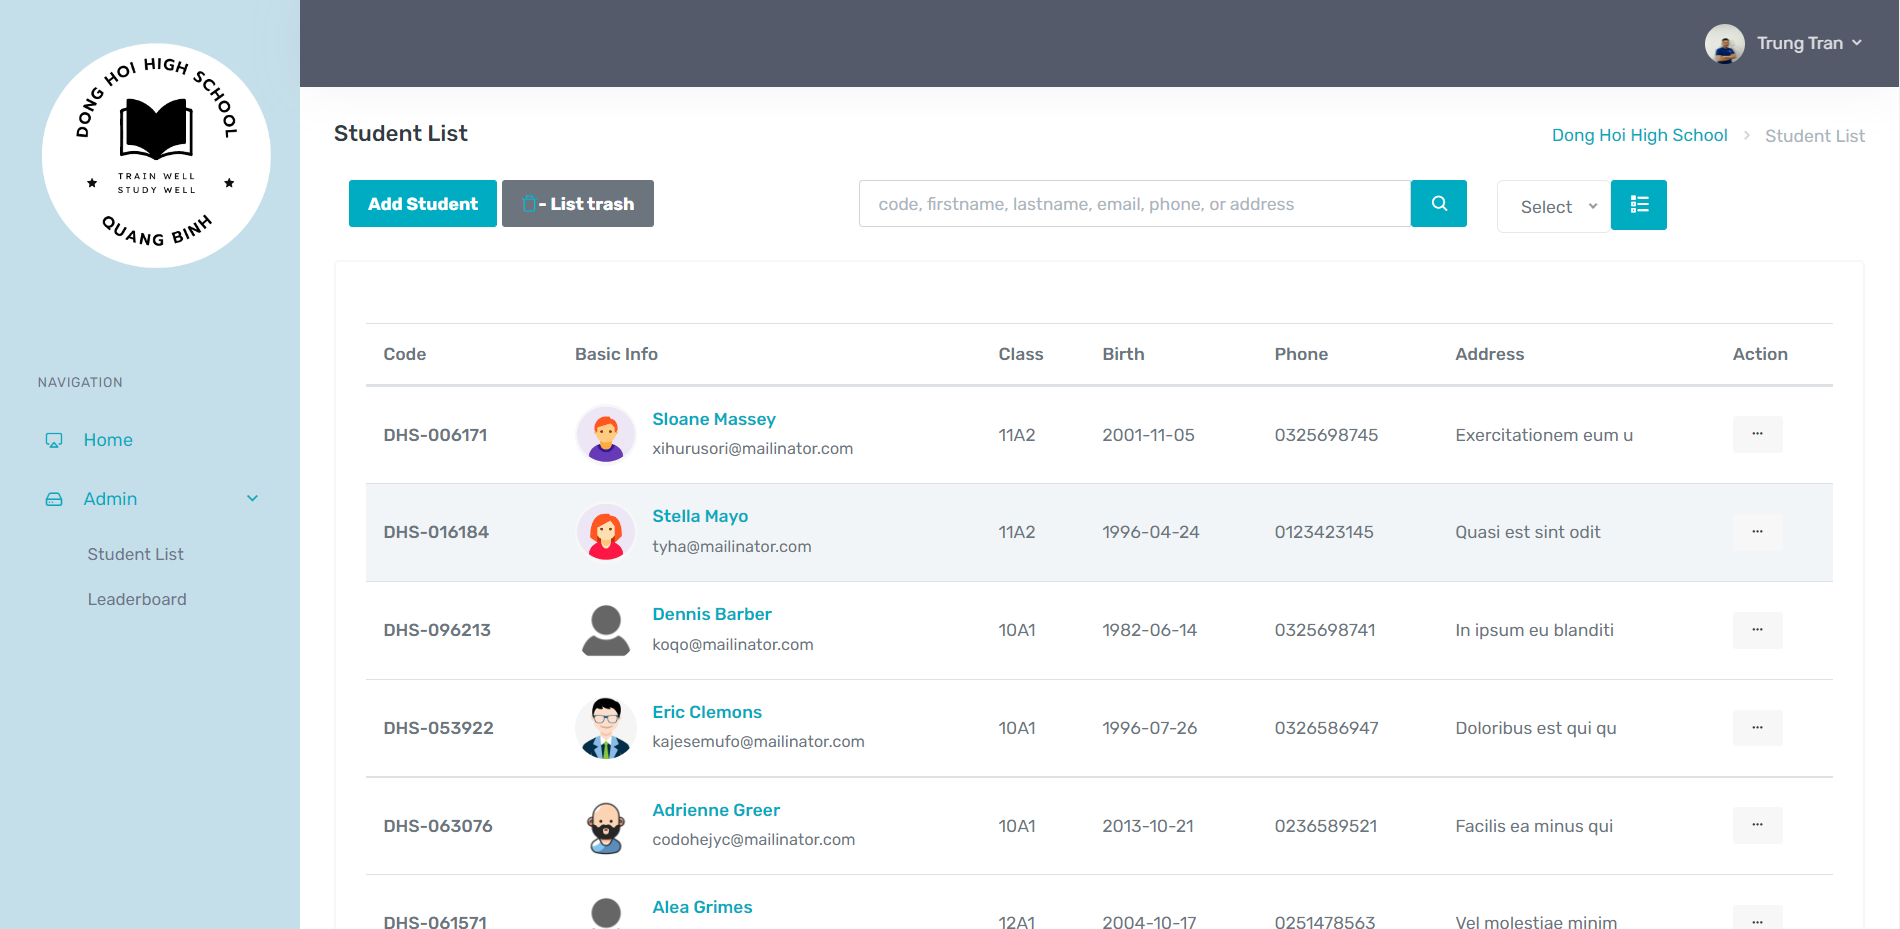 DONG HOI HIGH SCHOOL
TRAIN WELL
STUDY WELL
QUANG BINH
NAVIGATION
Home
Admin
Student List
Leaderboard
Trung Tran
Student List
Dong Hoi High School > Student List
Add Student
- List trash
code, firstname, lastname, email, phone, or address
Select
Code Basic Info Class Birth Phone Address Action
DHS-006171 Sloane Massey 11A2 2001-11-05 0325698745 Exercitationem eum u ...
xihurusori@mailinator.com
DHS-016184 Stella Mayo 11A2 1996-04-24 0123423145 Quasi est sint odit ...
tyha@mailinator.com
DHS-096213 Dennis Barber 10A1 1982-06-14 0325698741 In ipsum eu blanditi ...
koqo@mailinator.com
DHS-053922 Eric Clemons 10A1 1996-07-26 0326586947 Doloribus est qui qu ...
kajesemufo@mailinator.com
DHS-063076 Adrienne Greer 10A1 2013-10-21 0236589521 Facilis ea minus qui ...
codohejyc@mailinator.com
DHS-061571 Alea Grimes 12A1 2004-10-17 0251478563 Vel molestiae minim ...